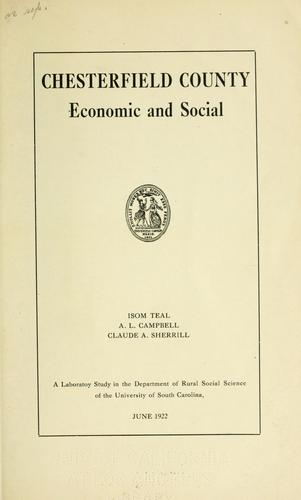 CHESTERFIELD COUNTY
Economic and Social
ISOM TEAL
A. L. CAMPBELL
CLAUDE A. SHERRILL
A Laboratoy Study in the Department of Rural Social Science
of the University of South Carolina,
JUNE 1922